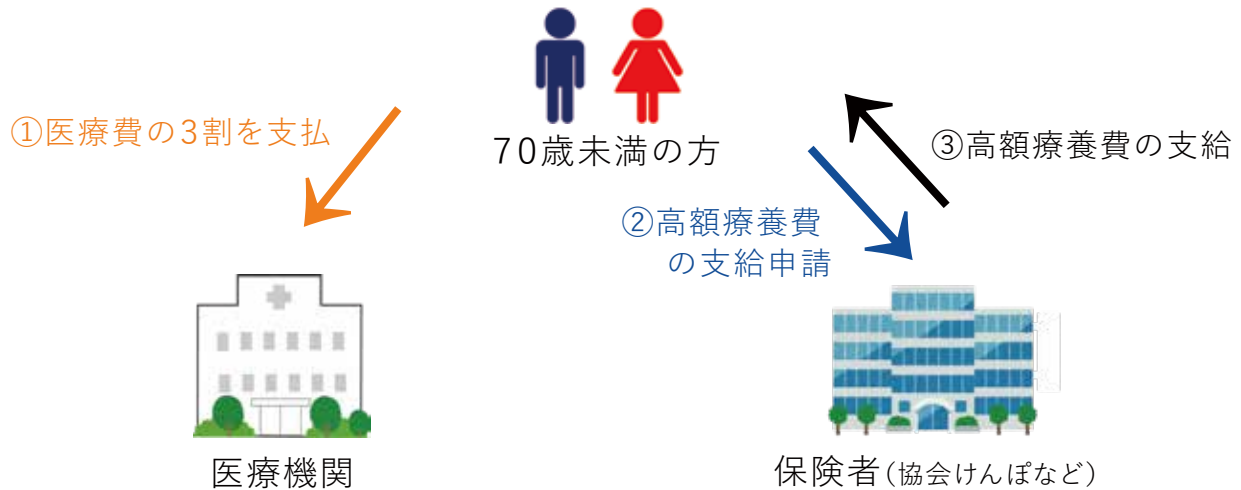 ①医療費の3割を支払
70歳未満の方
③高額療養費の支給
②高額療養費
の支給申請
医療機関
保険者(協会けんぽなど)